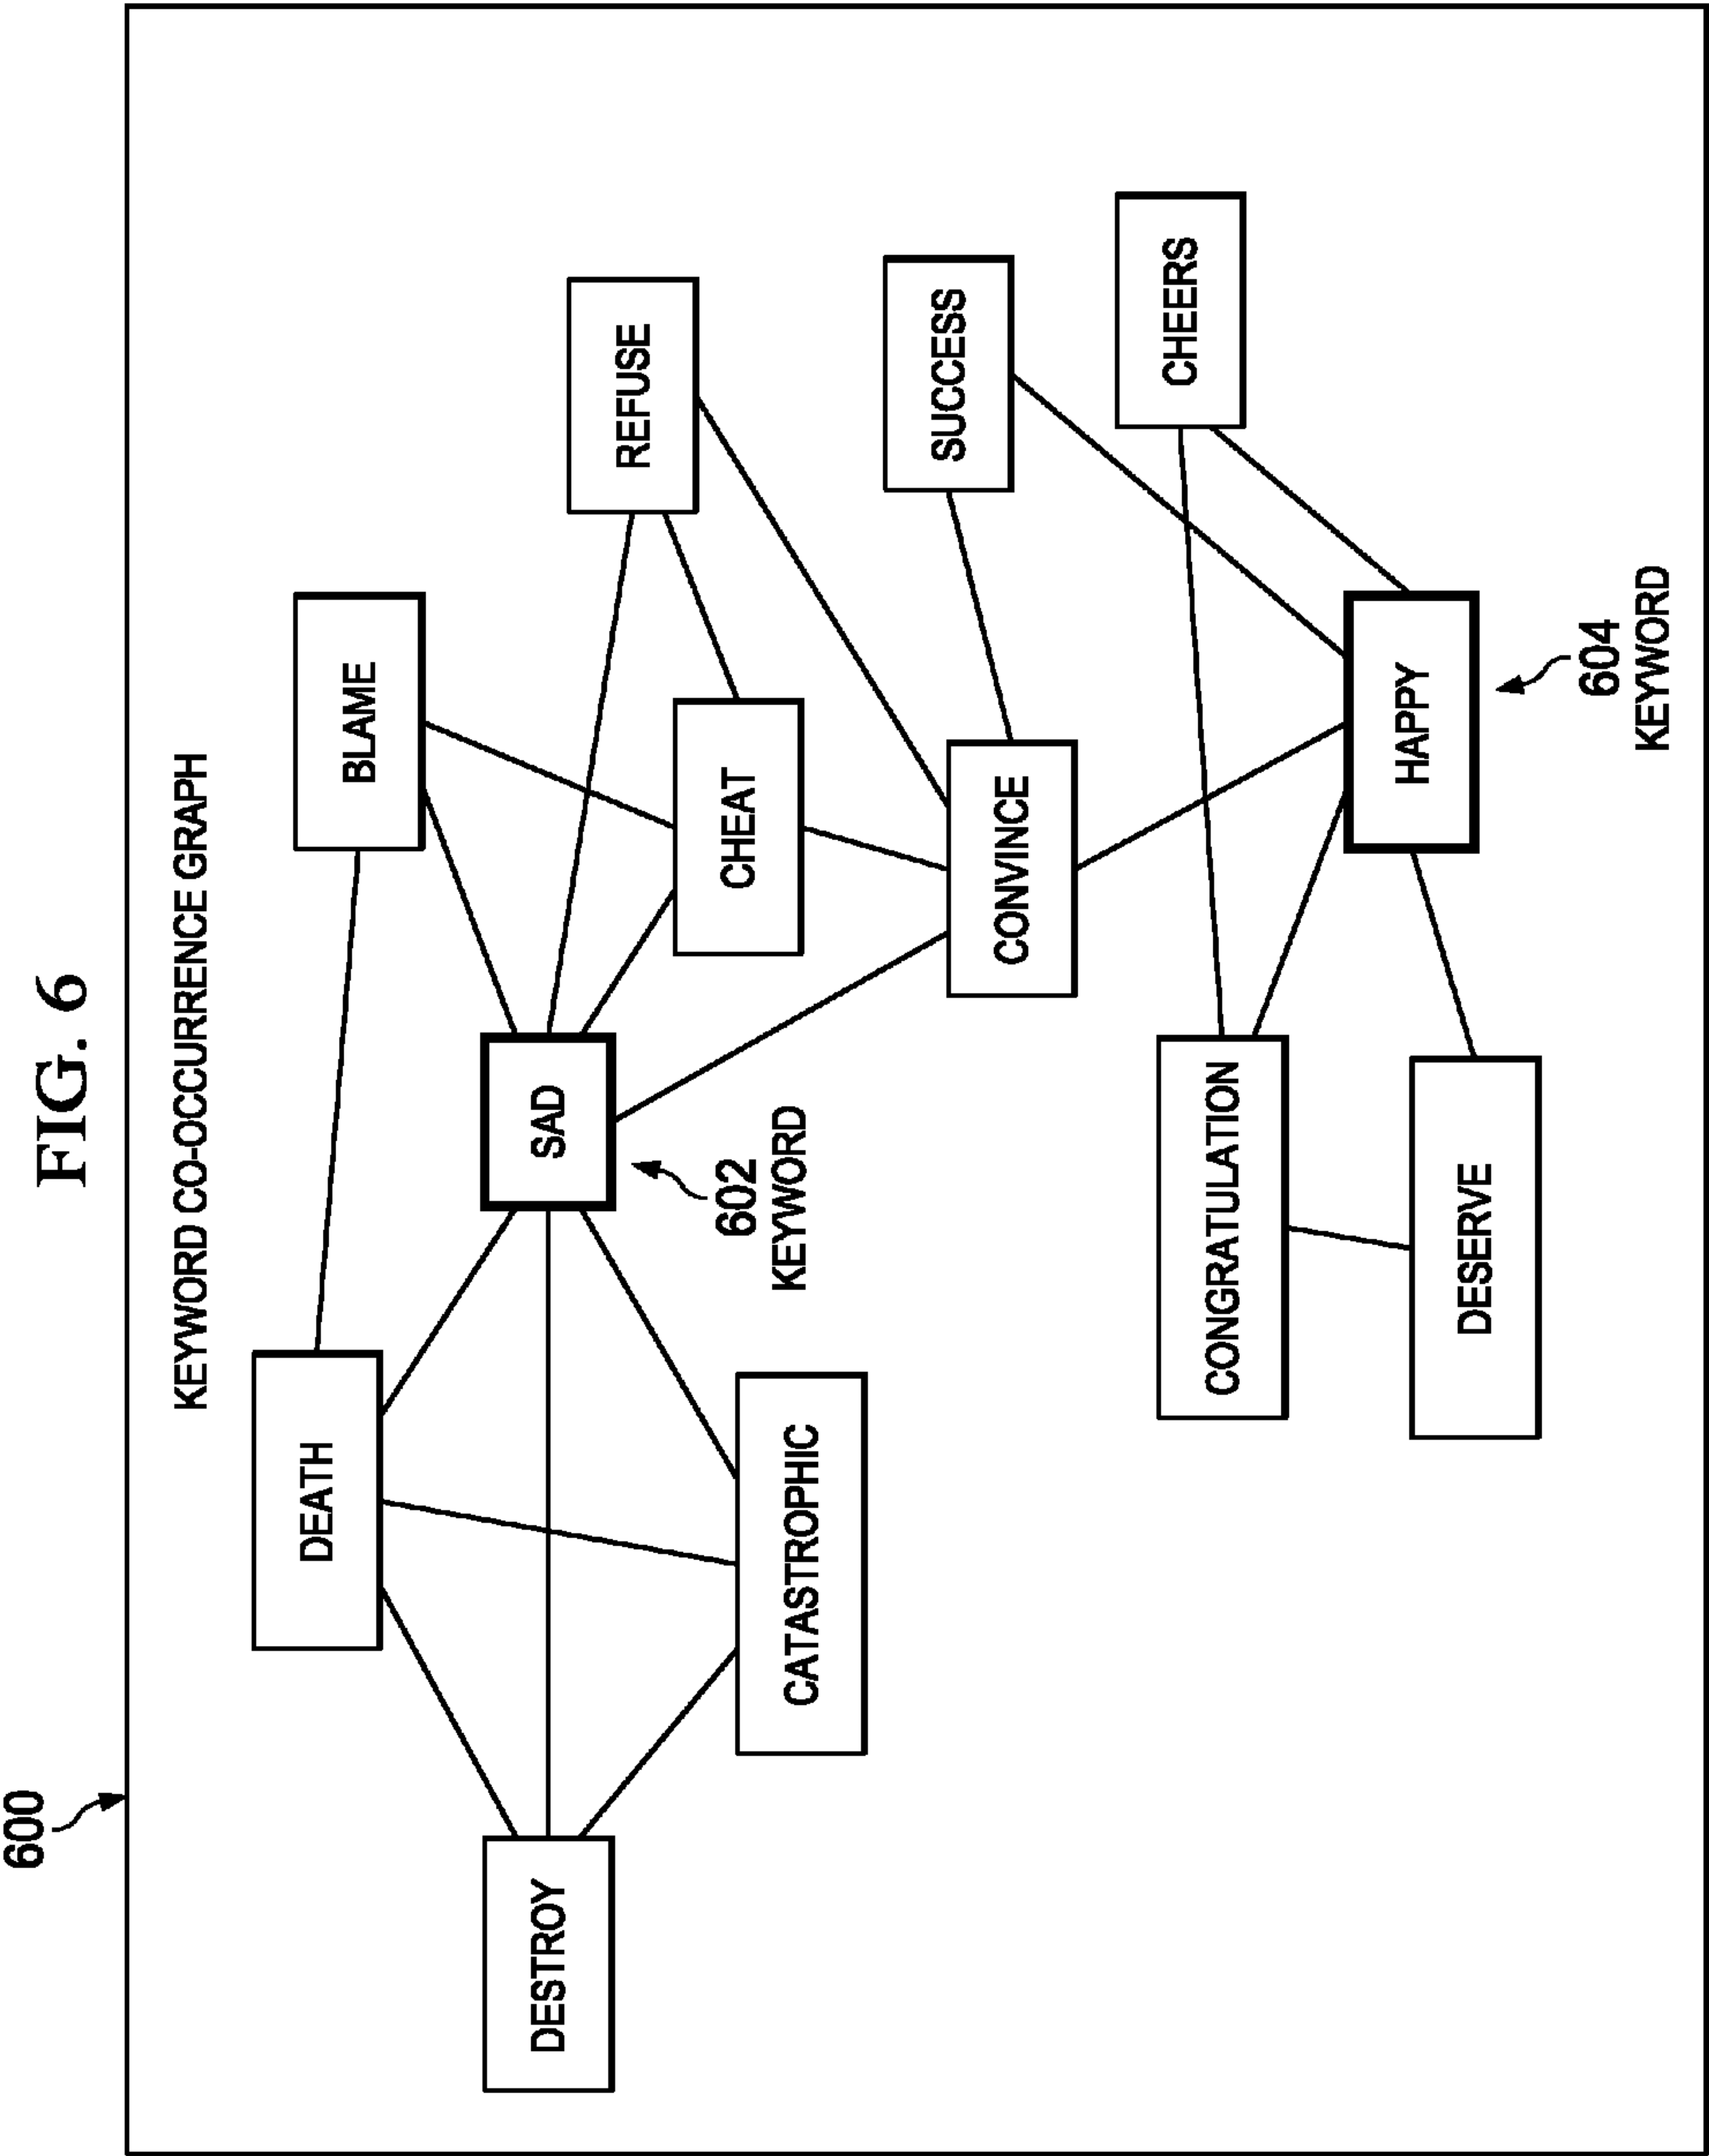 FIG. 6
600
KEYWORD CO-OCCURRENCE GRAPH
DEATH
BLAME
DESTROY
SAD
REFUSE
602
KEYWORD
CATASTROPHIC
CHEAT
CONVINCE
SUCCESS
CONGRATULATION
CHEERS
HAPPY
DESERVE
604
KEYWORD